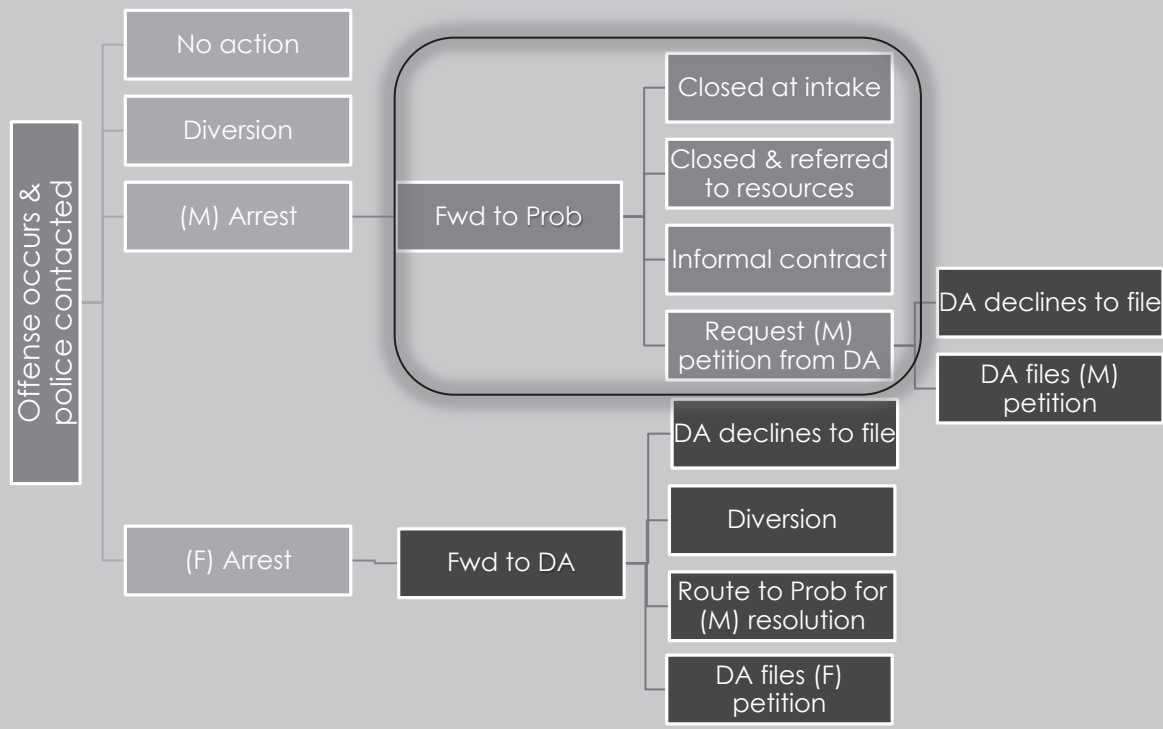 Offense occurs &
police contacted
No action
Diversion
(M) Arrest
Fwd to Prob
Closed at intake
Closed & referred
to resources
Informal contract
Request (M)
petition from DA
DA declines to file
DA files (M)
petition
(F) Arrest
Fwd to DA
DA declines to file
Diversion
Route to Prob for
(M) resolution
DA files (F)
petition